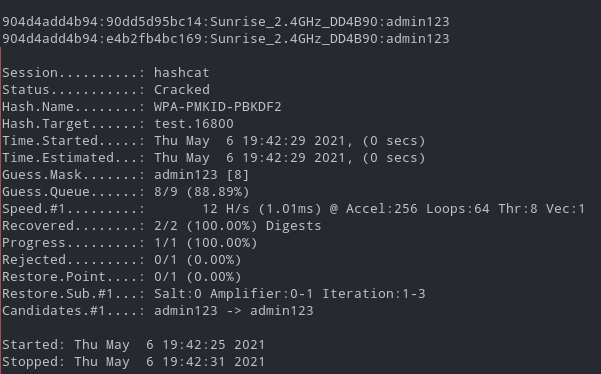 904d4add4b94:90dd5d95bc14:Sunrise_2.4GHz_DD4B90:admin123
904d4add4b94:e4b2fb4bc169:Sunrise_2.4GHz_DD4B90:admin123
Session..........: hashcat
Status...........: Cracked
Hash.Name........: WPA-PMKID-PBKDF2
Hash.Target......: test.16800
Time.Started.....: Thu May  6 19:42:29 2021, (0 secs)
Time.Estimated...: Thu May  6 19:42:29 2021, (0 secs)
Guess.Mask.......: admin123 [8]
Guess.Queue......: 8/9 (88.89%)
Speed.#1.........:       12 H/s (1.01ms) @ Accel:256 Loops:64 Thr:8 Vec:1
Recovered........: 2/2 (100.00%) Digests
Progress.........: 1/1 (100.00%)
Rejected.........: 0/1 (0.00%)
Restore.Point....: 0/1 (0.00%)
Restore.Sub.#1...: Salt:0 Amplifier:0-1 Iteration:1-3
Candidates.#1....: admin123 -> admin123
Started: Thu May  6 19:42:25 2021
Stopped: Thu May  6 19:42:31 2021